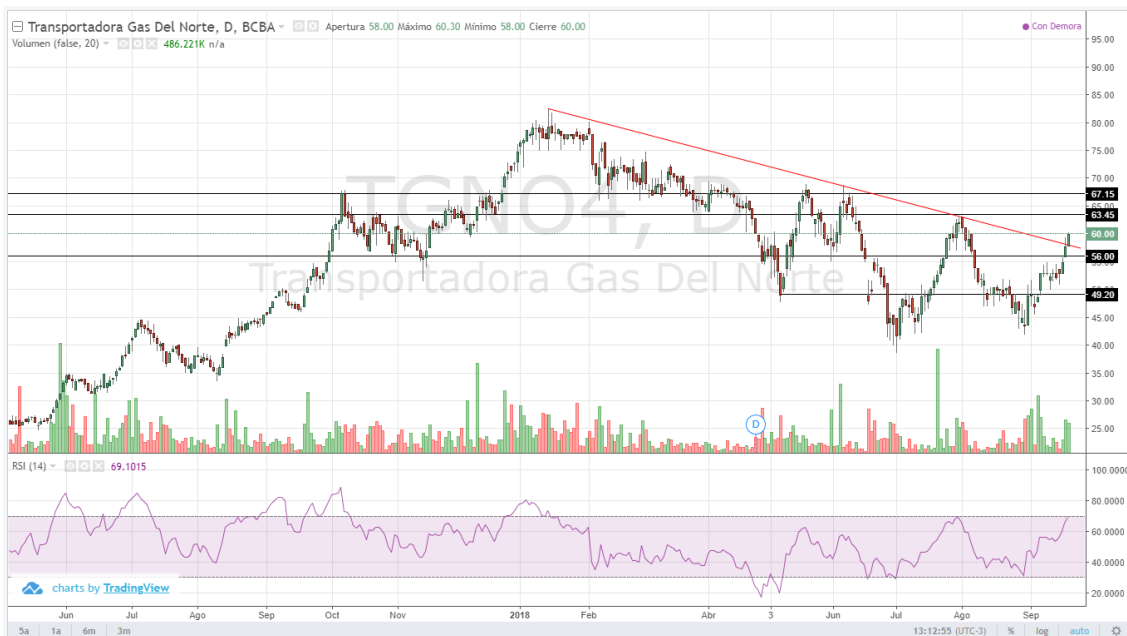 Transportadora Gas Del Norte, D, BCBA Apertura 58.00 Máximo 60.30 Mínimo 58.00 Cierre 60.00
Con Demora
Volumen (false, 20) 486.221K n/a
TGNO4, D
Transportadora Gas Del Norte
95.00
90.00
85.00
80.00
75.00
70.00
67.15
65.00
63.45
60.00
56.00
55.00
49.20
45.00
40.00
35.00
30.00
25.00
D
RSI (14) 69.1015
100.0000
80.0000
60.0000
40.0000
20.0000
charts by TradingView
Jun Jul Ago Sep Oct Nov 2018 Feb Abr 3 Jun Jul Ago Sep
5a 1a 6m 3m 13:12:55 (UTC-3) % log auto